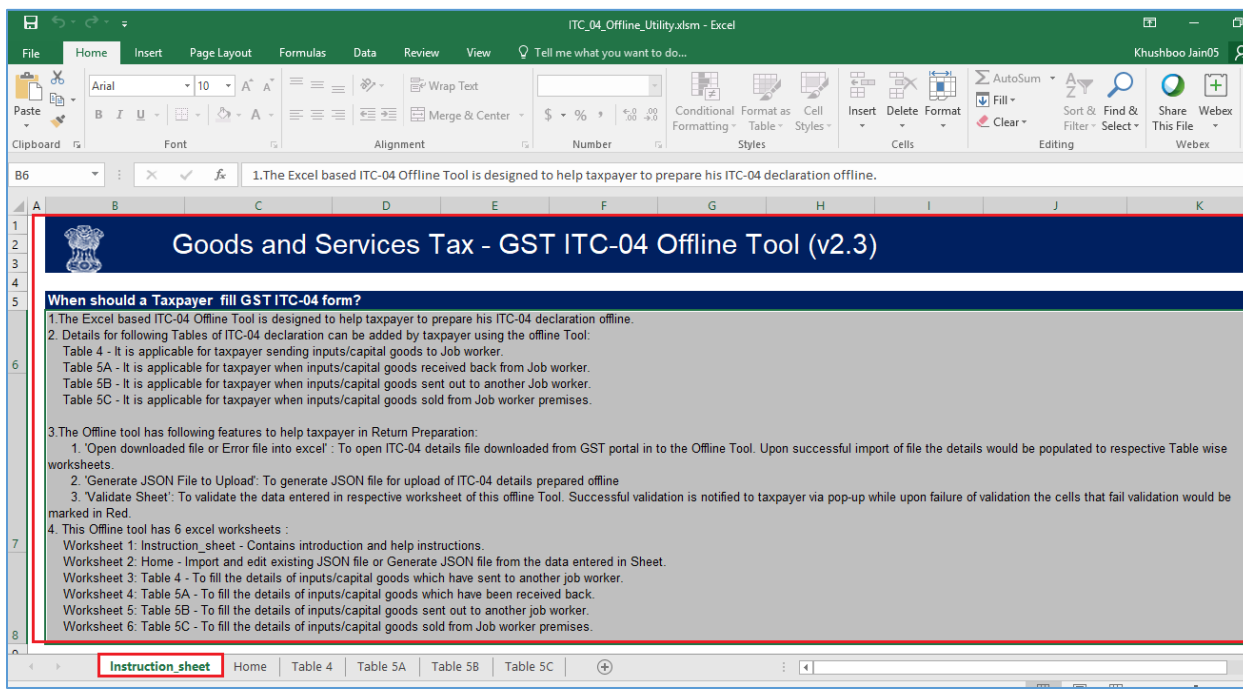 ITC_04_Offline_Utility.xlsm - Excel
File Home Insert Page Layout Formulas Data Review View Tell me what you want to do... Khushboo Jain05
Arial 10 A A Wrap Text AutoSum
Paste B I U A Merge & Center $ % , .0 .00 .00 .0 Conditional Format as Cell Insert Delete Format Fill Sort & Find & Share Webex
Formatting Table Styles Clear Filter Select This File
Clipboard Font Alignment Number Styles Cells Editing Webex
B6 fx 1.The Excel based ITC-04 Offline Tool is designed to help taxpayer to prepare his ITC-04 declaration offline.
A B C D E F G H I J K
1
2 Goods and Services Tax - GST ITC-04 Offline Tool (v2.3)
3
4
5 When should a Taxpayer fill GST ITC-04 form?
1.The Excel based ITC-04 Offline Tool is designed to help taxpayer to prepare his ITC-04 declaration offline.
2. Details for following Tables of ITC-04 declaration can be added by taxpayer using the offline Tool:
Table 4 - It is applicable for taxpayer sending inputs/capital goods to Job worker.
6 Table 5A - It is applicable for taxpayer when inputs/capital goods received back from Job worker.
Table 5B - It is applicable for taxpayer when inputs/capital goods sent out to another Job worker.
Table 5C - It is applicable for taxpayer when inputs/capital goods sold from Job worker premises.
3.The Offline tool has following features to help taxpayer in Return Preparation:
1. 'Open downloaded file or Error file into excel' : To open ITC-04 details file downloaded from GST portal in to the Offline Tool. Upon successful import of file the details would be populated to respective Table wise
worksheets.
2. 'Generate JSON File to Upload': To generate JSON file for upload of ITC-04 details prepared offline
3. 'Validate Sheet': To validate the data entered in respective worksheet of this offline Tool. Successful validation is notified to taxpayer via pop-up while upon failure of validation the cells that fail validation would be
marked in Red.
4. This Offline tool has 6 excel worksheets :
7 Worksheet 1: Instruction_sheet - Contains introduction and help instructions.
Worksheet 2: Home - Import and edit existing JSON file or Generate JSON file from the data entered in Sheet.
Worksheet 3: Table 4 - To fill the details of inputs/capital goods which have sent to another job worker.
Worksheet 4: Table 5A - To fill the details of inputs/capital goods which have been received back.
Worksheet 5: Table 5B - To fill the details of inputs/capital goods sent out to another job worker.
Worksheet 6: Table 5C - To fill the details of inputs/capital goods sold from Job worker premises.
8
Instruction_sheet Home Table 4 Table 5A Table 5B Table 5C